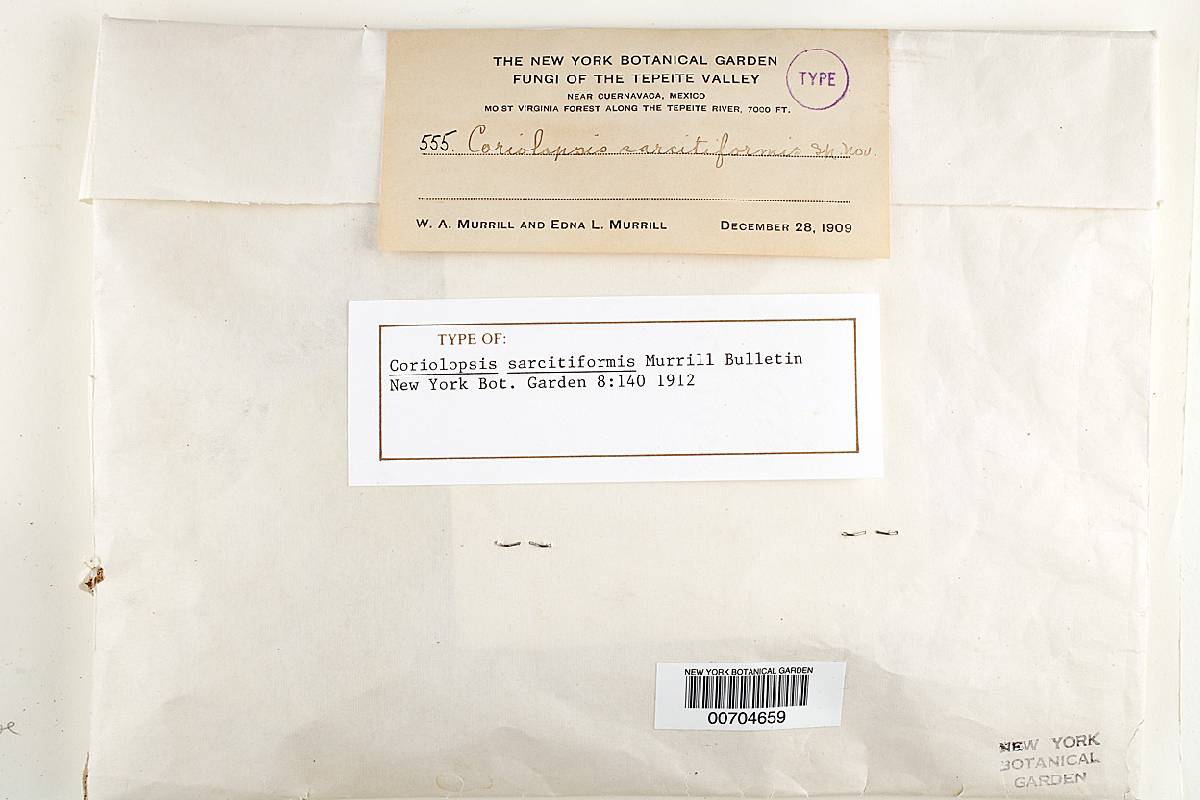 THE NEW YORK BOTANICAL GARDEN
FUNGI OF THE TEPEITE VALLEY
NEAR CUERNAVACA, MEXICO
MOST VIRGINIA FOREST ALONG THE TEPEITE RIVER, 7000 FT.
TYPE
555. Coriolopsis sarcitiformis sp. nov.
W. A. MURRILL AND EDNA L. MURRILL DECEMBER 28, 1909
TYPE OF:
Coriolopsis sarcitiformis Murrill Bulletin
New York Bot. Garden 8:140 1912
NEW YORK BOTANICAL GARDEN
00704659
NEW YORK
BOTANICAL
GARDEN